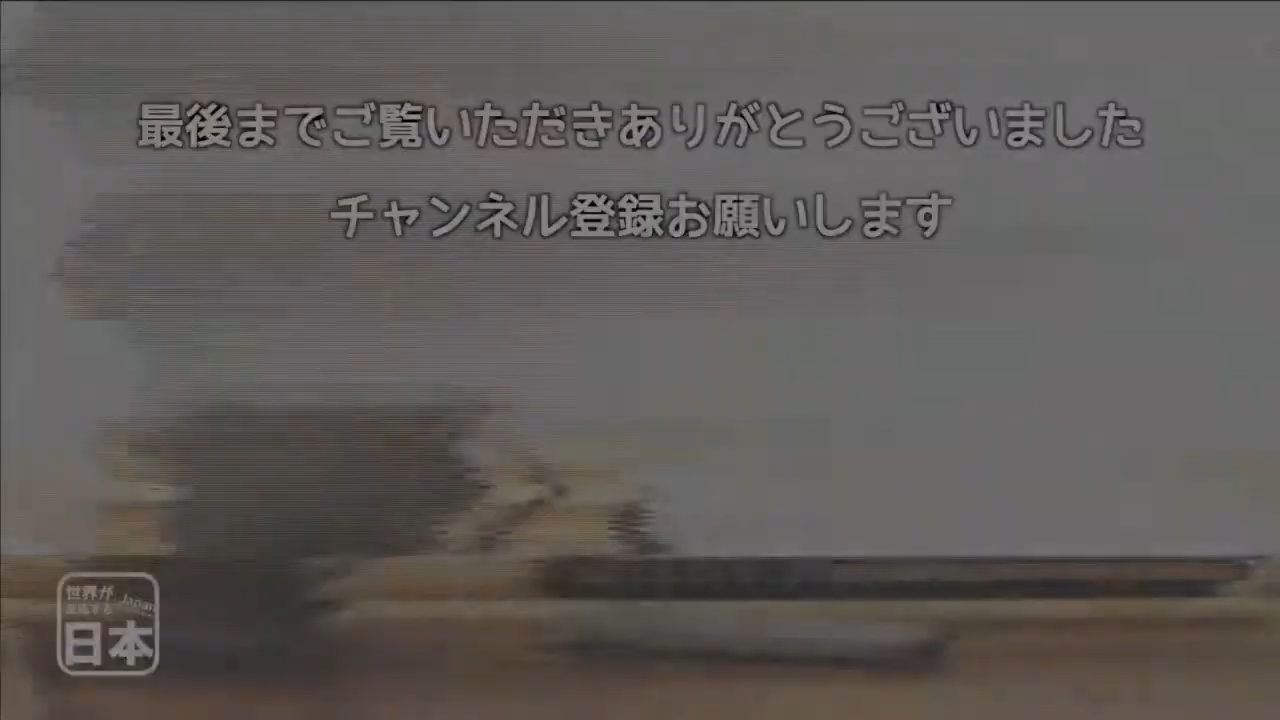 最後までご覧いただきありがとうございました
チャンネル登録お願いします
世界が
Japan
日本